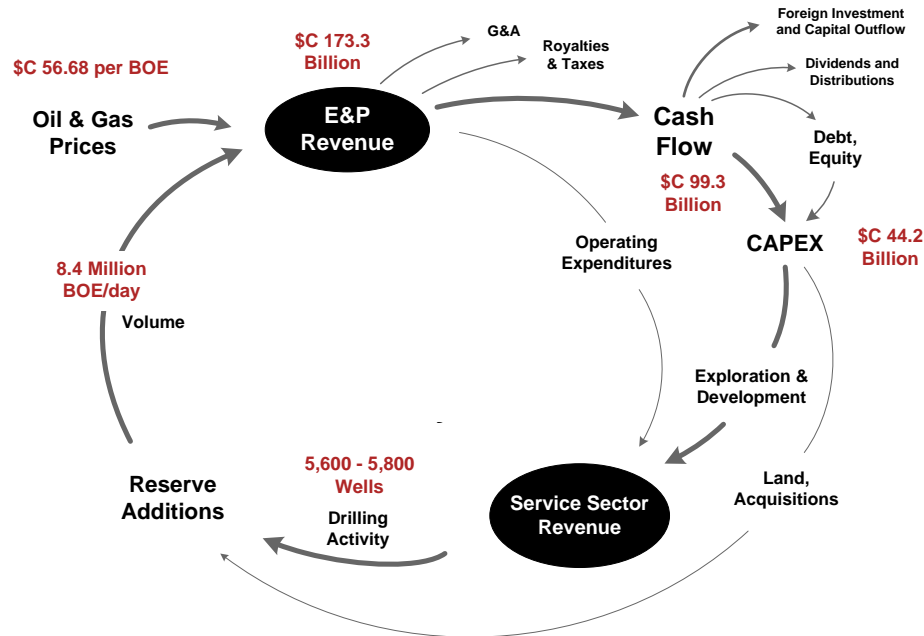 Foreign Investment
and Capital Outflow
G&A
$C 173.3
Billion
Royalties
& Taxes
$C 56.68 per BOE
Dividends and
Distributions
Oil & Gas
Prices
E&P
Revenue
Cash
Flow
Debt,
Equity
$C 99.3
Billion
CAPEX
$C 44.2
Billion
Operating
Expenditures
8.4 Million
BOE/day
Volume
Exploration &
Development
5,600 - 5,800
Wells
Reserve
Additions
Drilling
Activity
Service Sector
Revenue
Land,
Acquisitions